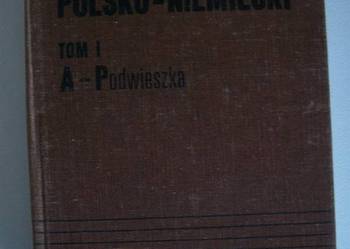 POLSKO-NIEMIECKI
TOM I
A - Podwieszka